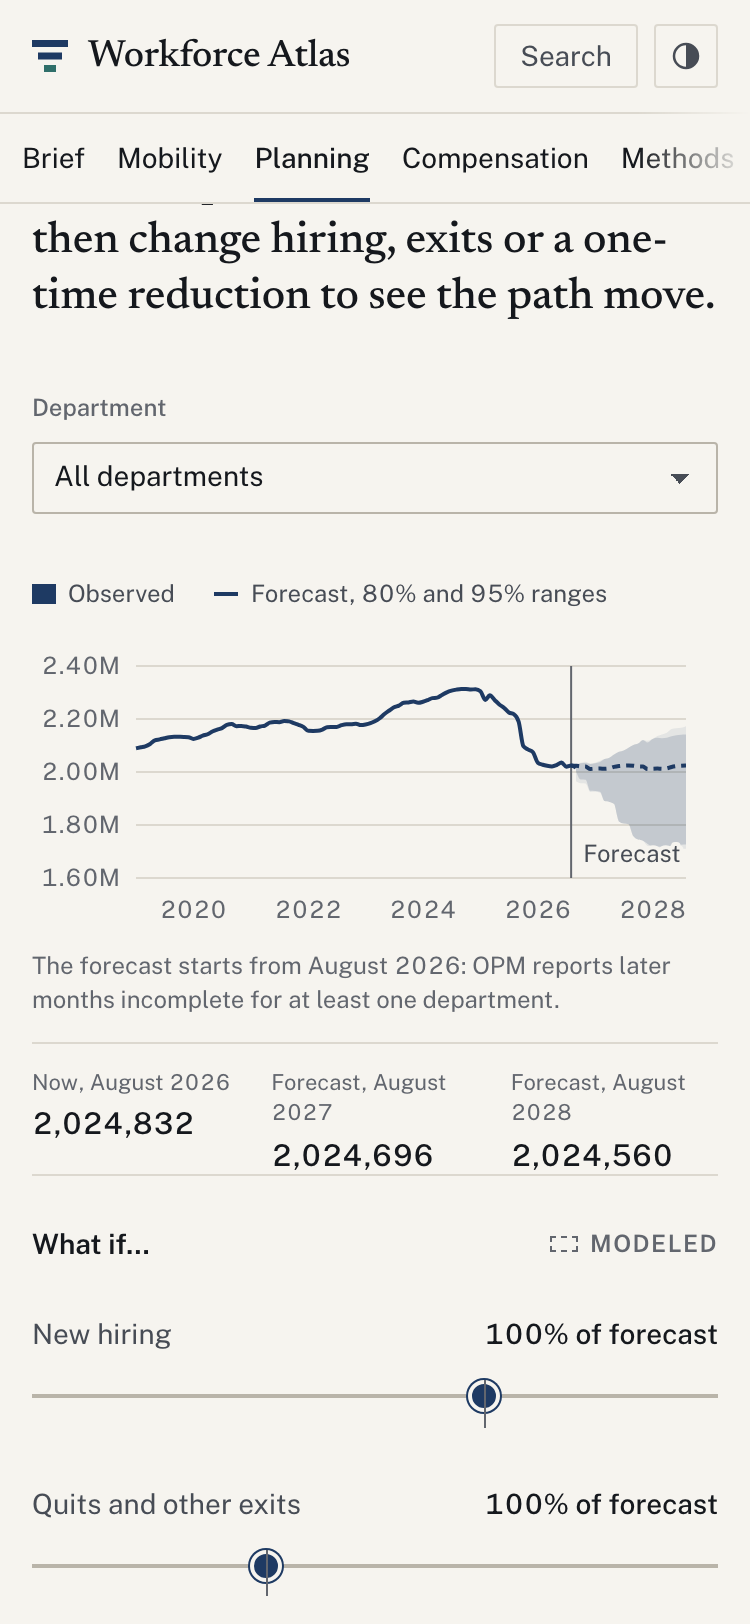 Workforce Atlas
Search
Brief Mobility Planning Compensation Methods
then change hiring, exits or a one-
time reduction to see the path move.
Department
All departments
Observed Forecast, 80% and 95% ranges
2.40M
2.20M
2.00M
1.80M
1.60M
Forecast
2020 2022 2024 2026 2028
The forecast starts from August 2026: OPM reports later
months incomplete for at least one department.
Now, August 2026
2,024,832
Forecast, August
2027
2,024,696
Forecast, August
2028
2,024,560
What if...
MODELED
New hiring 100% of forecast
Quits and other exits 100% of forecast